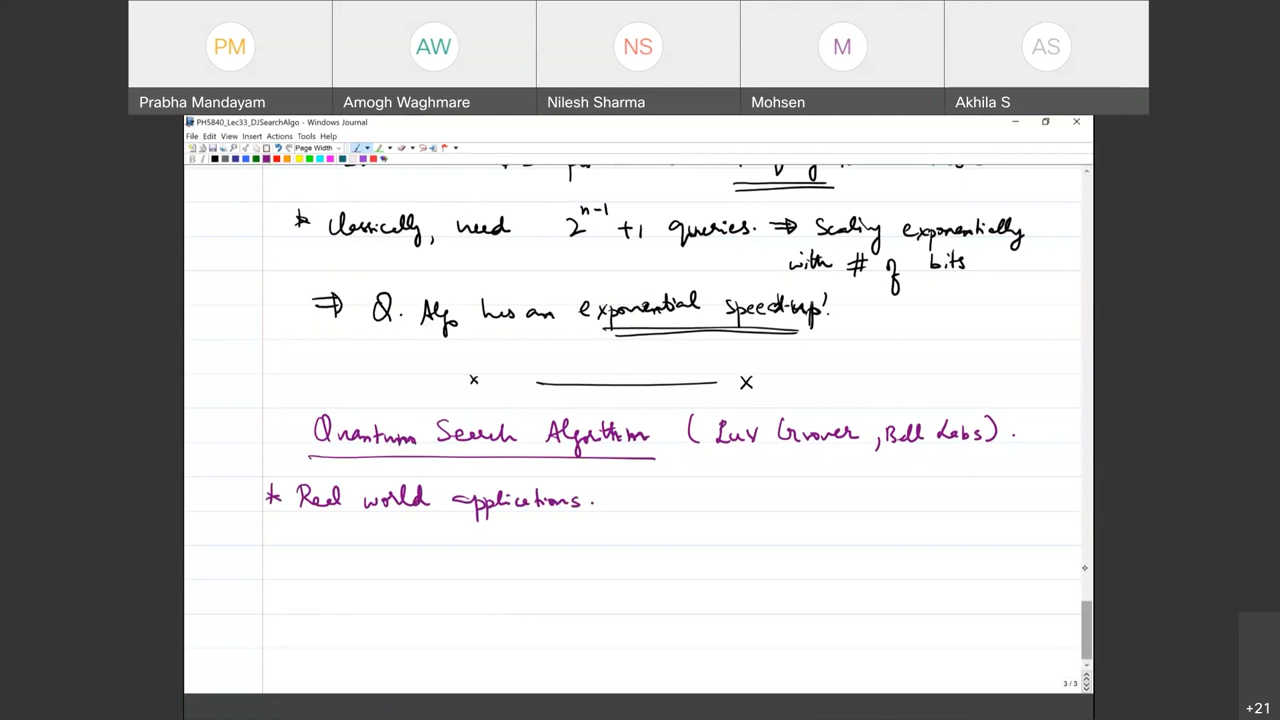 PM
AW
NS
M
AS
Prabha Mandayam
Amogh Waghmare
Nilesh Sharma
Mohsen
Akhila S
PH5840_Lec33_DJSearchAlgo - Windows Journal
File Edit View Insert Actions Tools Help
Page Width
B I
* Classically, need 2^{n-1} +1 queries. ⇒ Scaling exponentially
with # of bits
⇒ Q. Algo has an exponential speed-up!
x ———— x
Quantum Search Algorithm (Luv Grover, Bell Labs).
* Real world applications.
3 / 3
+21